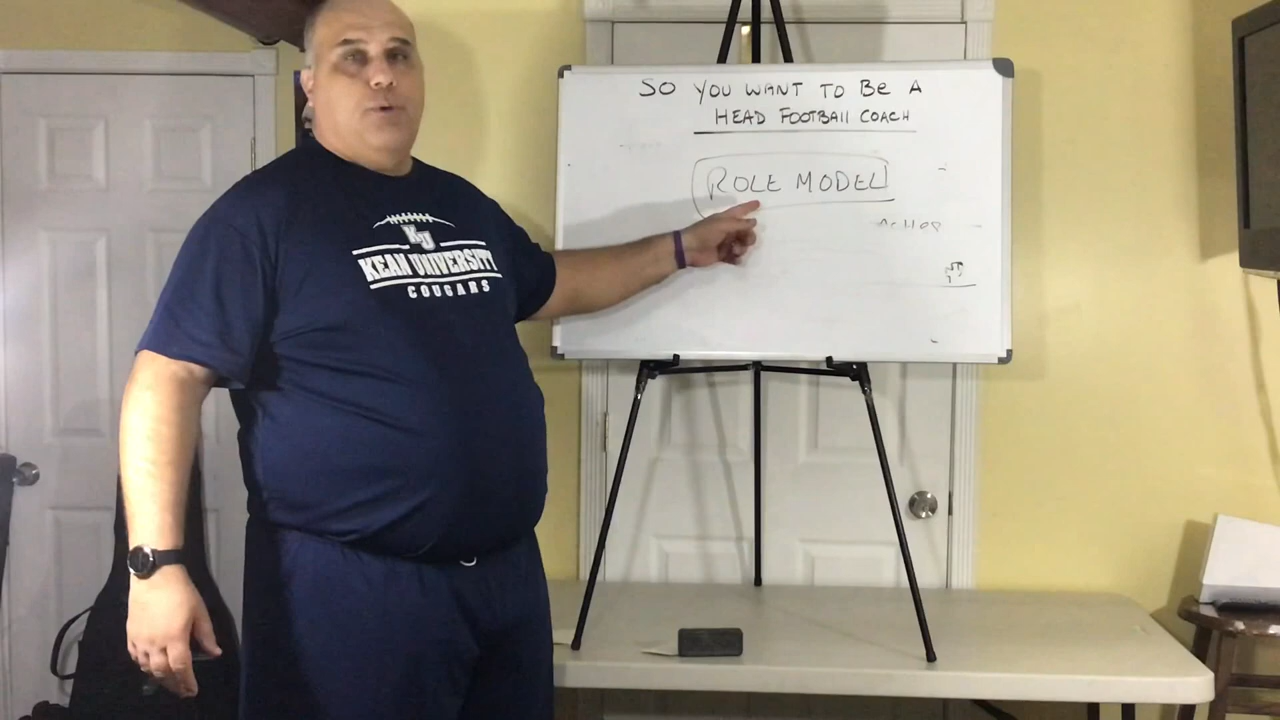 SO YOU WANT TO BE A
HEAD FOOTBALL COACH
ROLE MODEL
KU
KEAN UNIVERSITY
COUGARS